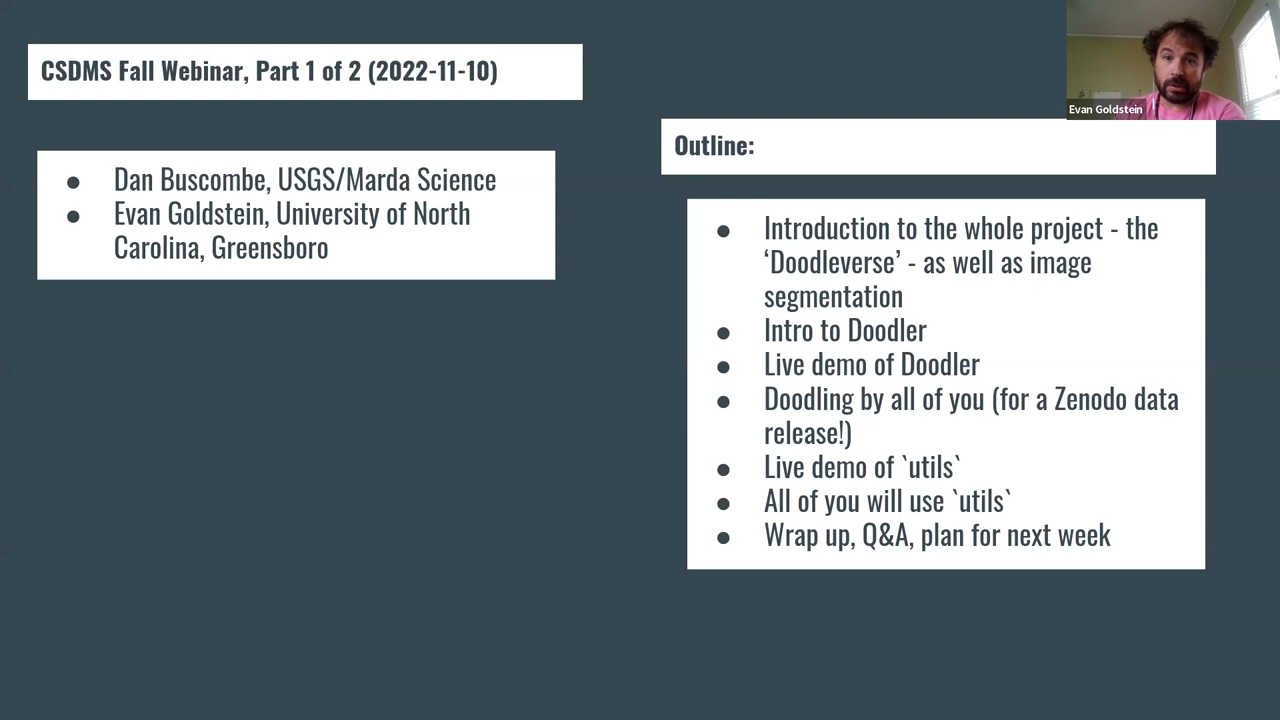 CSDMS Fall Webinar, Part 1 of 2 (2022-11-10)
● Dan Buscombe, USGS/Marda Science
● Evan Goldstein, University of North
Carolina, Greensboro
Evan Goldstein
Outline:
● Introduction to the whole project - the
‘Doodleverse’ - as well as image
segmentation
● Intro to Doodler
● Live demo of Doodler
● Doodling by all of you (for a Zenodo data
release!)
● Live demo of `utils`
● All of you will use `utils`
● Wrap up, Q&A, plan for next week